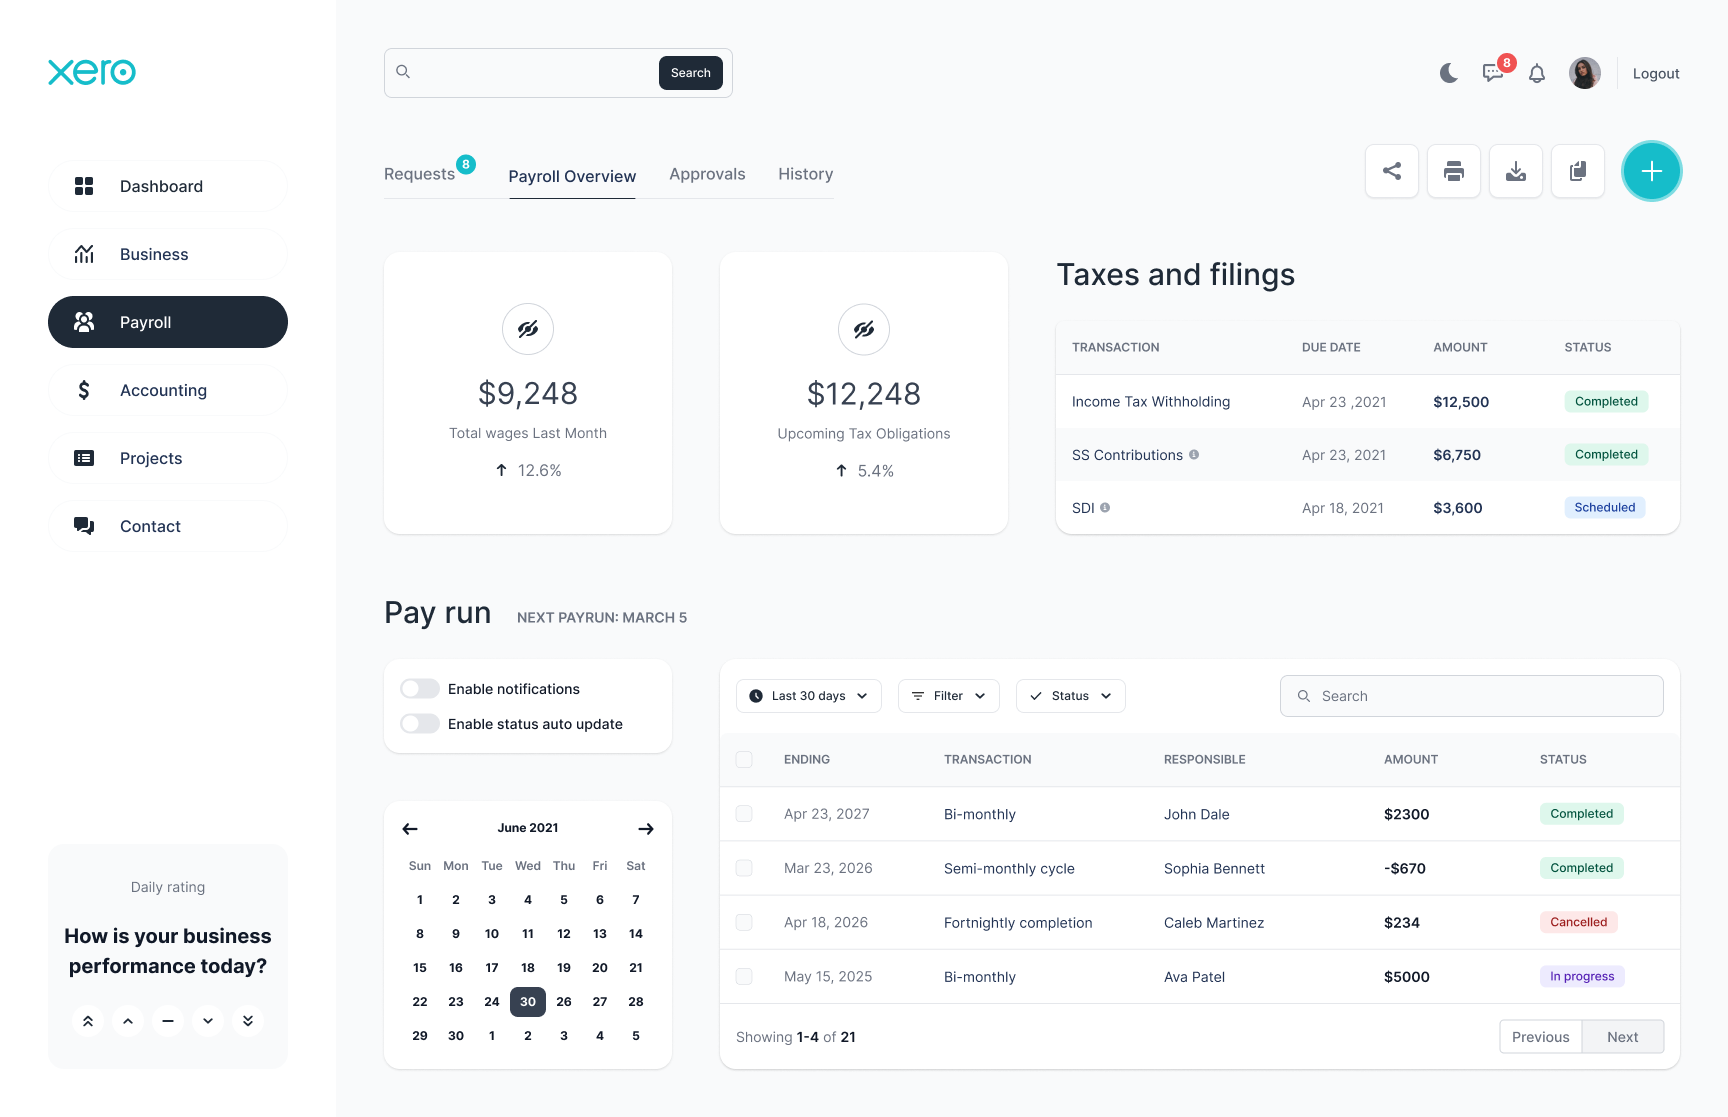 xero
Search
8
Logout
Dashboard
Business
Payroll
Accounting
Projects
Contact
Daily rating
How is your business
performance today?
Requests 8 Payroll Overview Approvals History
$9,248
Total wages Last Month
12.6%
$12,248
Upcoming Tax Obligations
5.4%
Taxes and filings
TRANSACTION DUE DATE AMOUNT STATUS
Income Tax Withholding Apr 23 ,2021 $12,500 Completed
SS Contributions Apr 23, 2021 $6,750 Completed
SDI Apr 18, 2021 $3,600 Scheduled
Pay run NEXT PAYRUN: MARCH 5
Enable notifications
Enable status auto update
June 2021
Sun Mon Tue Wed Thu Fri Sat
1 2 3 4 5 6 7
8 9 10 11 12 13 14
15 16 17 18 19 20 21
22 23 24 30 26 27 28
29 30 1 2 3 4 5
Last 30 days Filter Status Search
ENDING TRANSACTION RESPONSIBLE AMOUNT STATUS
Apr 23, 2027 Bi-monthly John Dale $2300 Completed
Mar 23, 2026 Semi-monthly cycle Sophia Bennett -$670 Completed
Apr 18, 2026 Fortnightly completion Caleb Martinez $234 Cancelled
May 15, 2025 Bi-monthly Ava Patel $5000 In progress
Showing 1-4 of 21 Previous Next